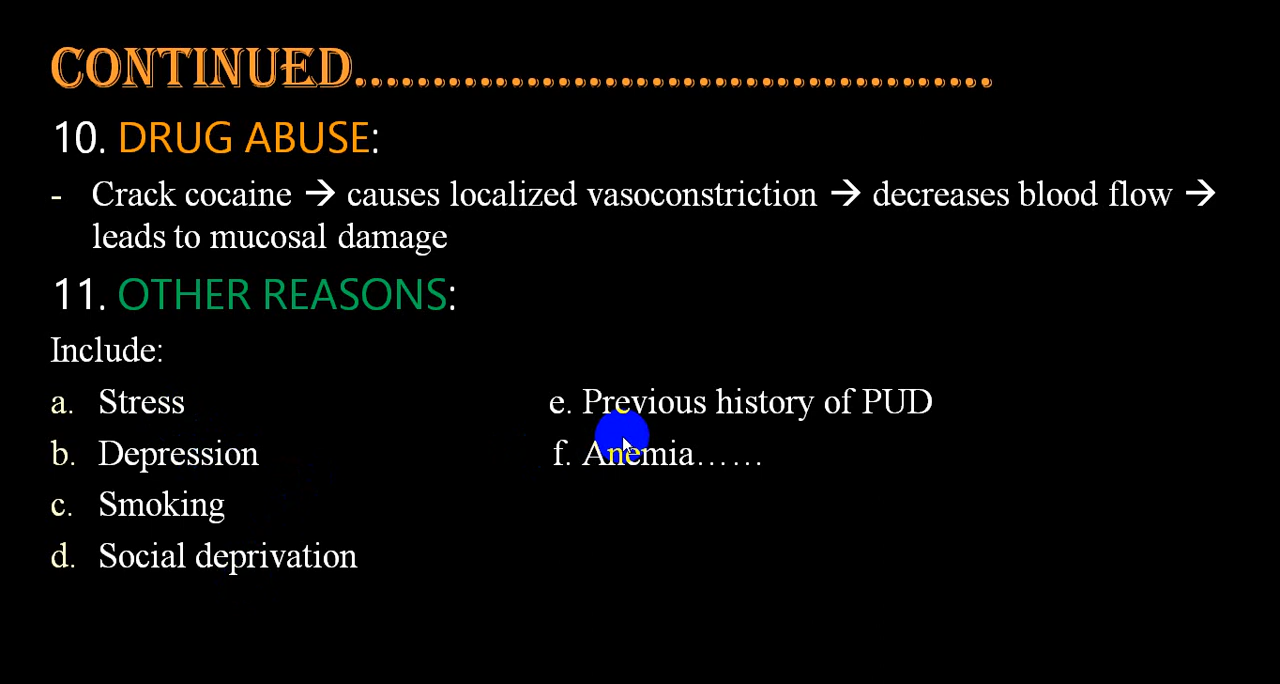 CONTINUED.........................................
10. DRUG ABUSE:
- Crack cocaine → causes localized vasoconstriction → decreases blood flow →
leads to mucosal damage
11. OTHER REASONS:
Include:
a. Stress
b. Depression
c. Smoking
d. Social deprivation
e. Previous history of PUD
f. Anemia……